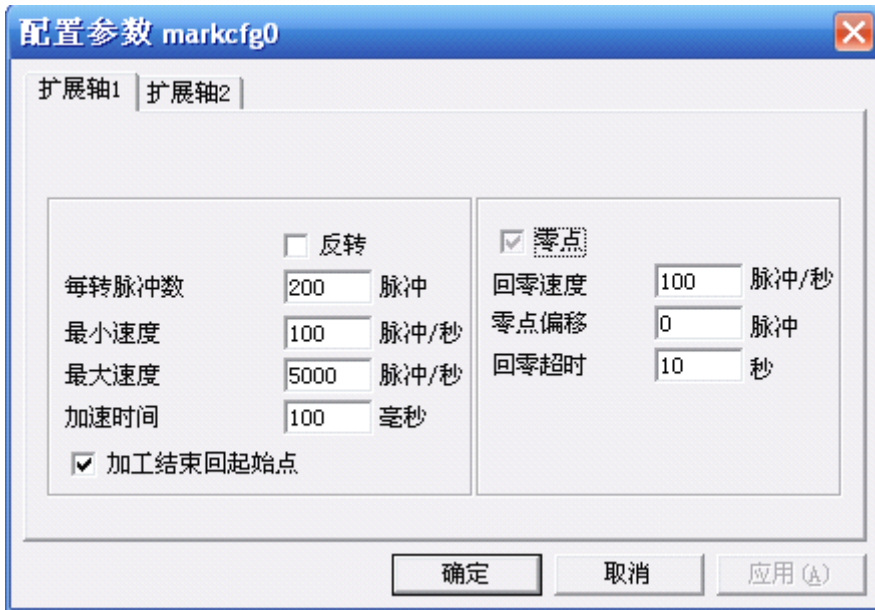 配置参数 markcfg0
扩展轴1 扩展轴2
反转
每转脉冲数 200 脉冲
最小速度 100 脉冲/秒
最大速度 5000 脉冲/秒
加速时间 100 毫秒
加工结束回起始点
零点
回零速度 100 脉冲/秒
零点偏移 0 脉冲
回零超时 10 秒
确定 取消 应用(A)